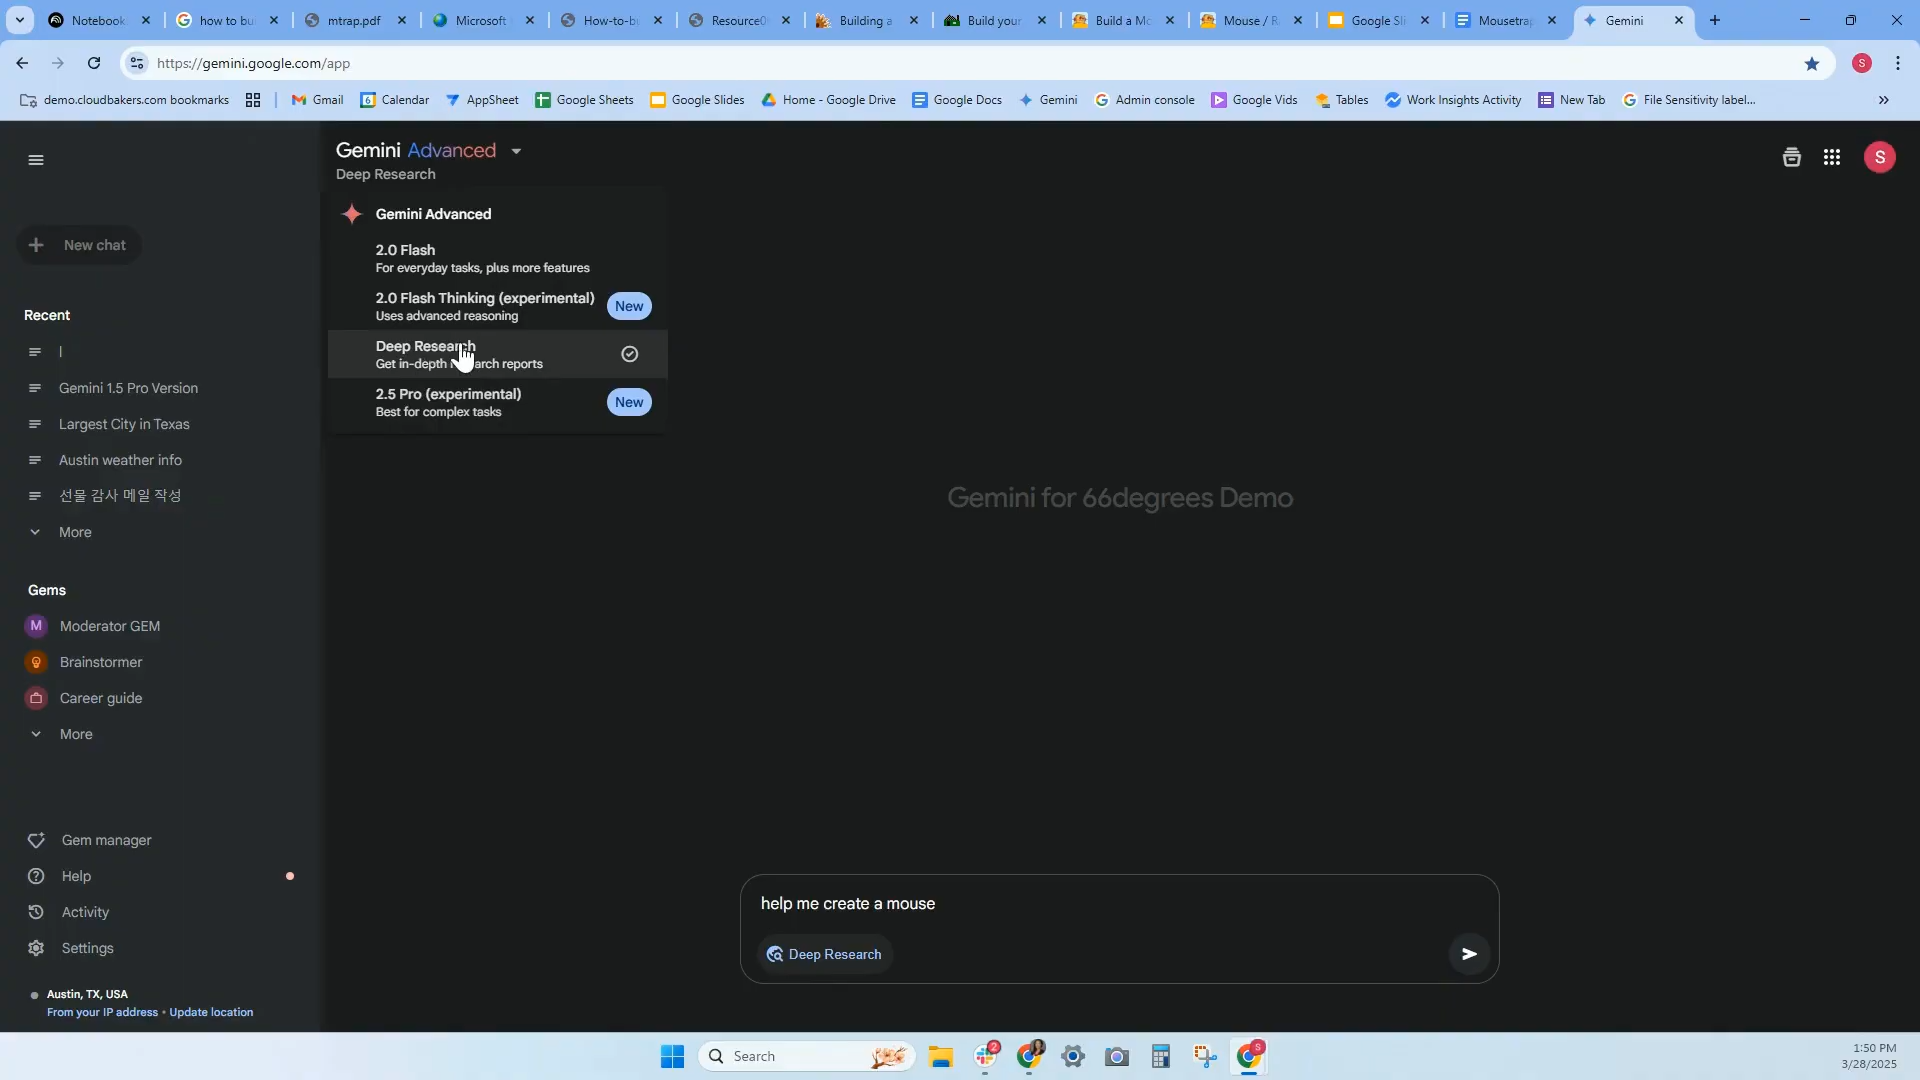 Notebook
how to bu
mtrap.pdf
Microsoft
How-to-b
Resource0
Building a
Build your
Build a Mo
Mouse / R
Google Sli
Mousetrap
Gemini
https://gemini.google.com/app
S
demo.cloudbakers.com bookmarks
Gmail
Calendar
AppSheet
Google Sheets
Google Slides
Home - Google Drive
Google Docs
Gemini
Admin console
Google Vids
Tables
Work Insights Activity
New Tab
File Sensitivity label...
Gemini Advanced
Deep Research
S
Gemini Advanced
2.0 Flash
For everyday tasks, plus more features
2.0 Flash Thinking (experimental)
Uses advanced reasoning
New
Deep Research
Get in-depth research reports
2.5 Pro (experimental)
Best for complex tasks
New
New chat
Recent
I
Gemini 1.5 Pro Version
Largest City in Texas
Austin weather info
선물 감사 메일 작성
More
Gems
M
Moderator GEM
Brainstormer
Career guide
More
Gem manager
Help
Activity
Settings
Austin, TX, USA
From your IP address • Update location
Gemini for 66degrees Demo
help me create a mouse
Deep Research
Search
2
S
1:50 PM
3/28/2025